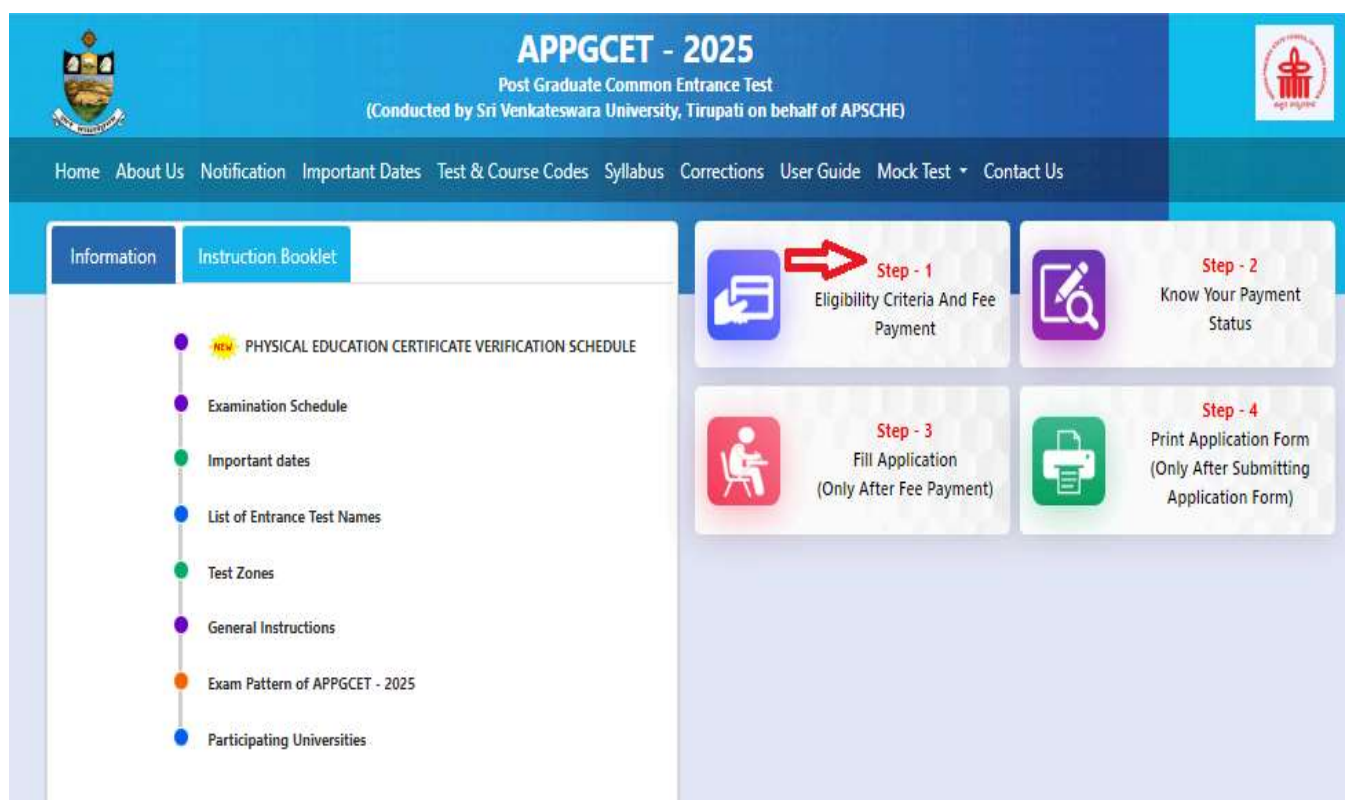 APPGCET - 2025
Post Graduate Common Entrance Test
(Conducted by Sri Venkateswara University, Tirupati on behalf of APSCHE)
Home About Us Notification Important Dates Test & Course Codes Syllabus Corrections User Guide Mock Test Contact Us
Information
Instruction Booklet
NEW PHYSICAL EDUCATION CERTIFICATE VERIFICATION SCHEDULE
Examination Schedule
Important dates
List of Entrance Test Names
Test Zones
General Instructions
Exam Pattern of APPGCET - 2025
Participating Universities
Step - 1
Eligibility Criteria And Fee
Payment
Step - 2
Know Your Payment
Status
Step - 3
Fill Application
(Only After Fee Payment)
Step - 4
Print Application Form
(Only After Submitting
Application Form)